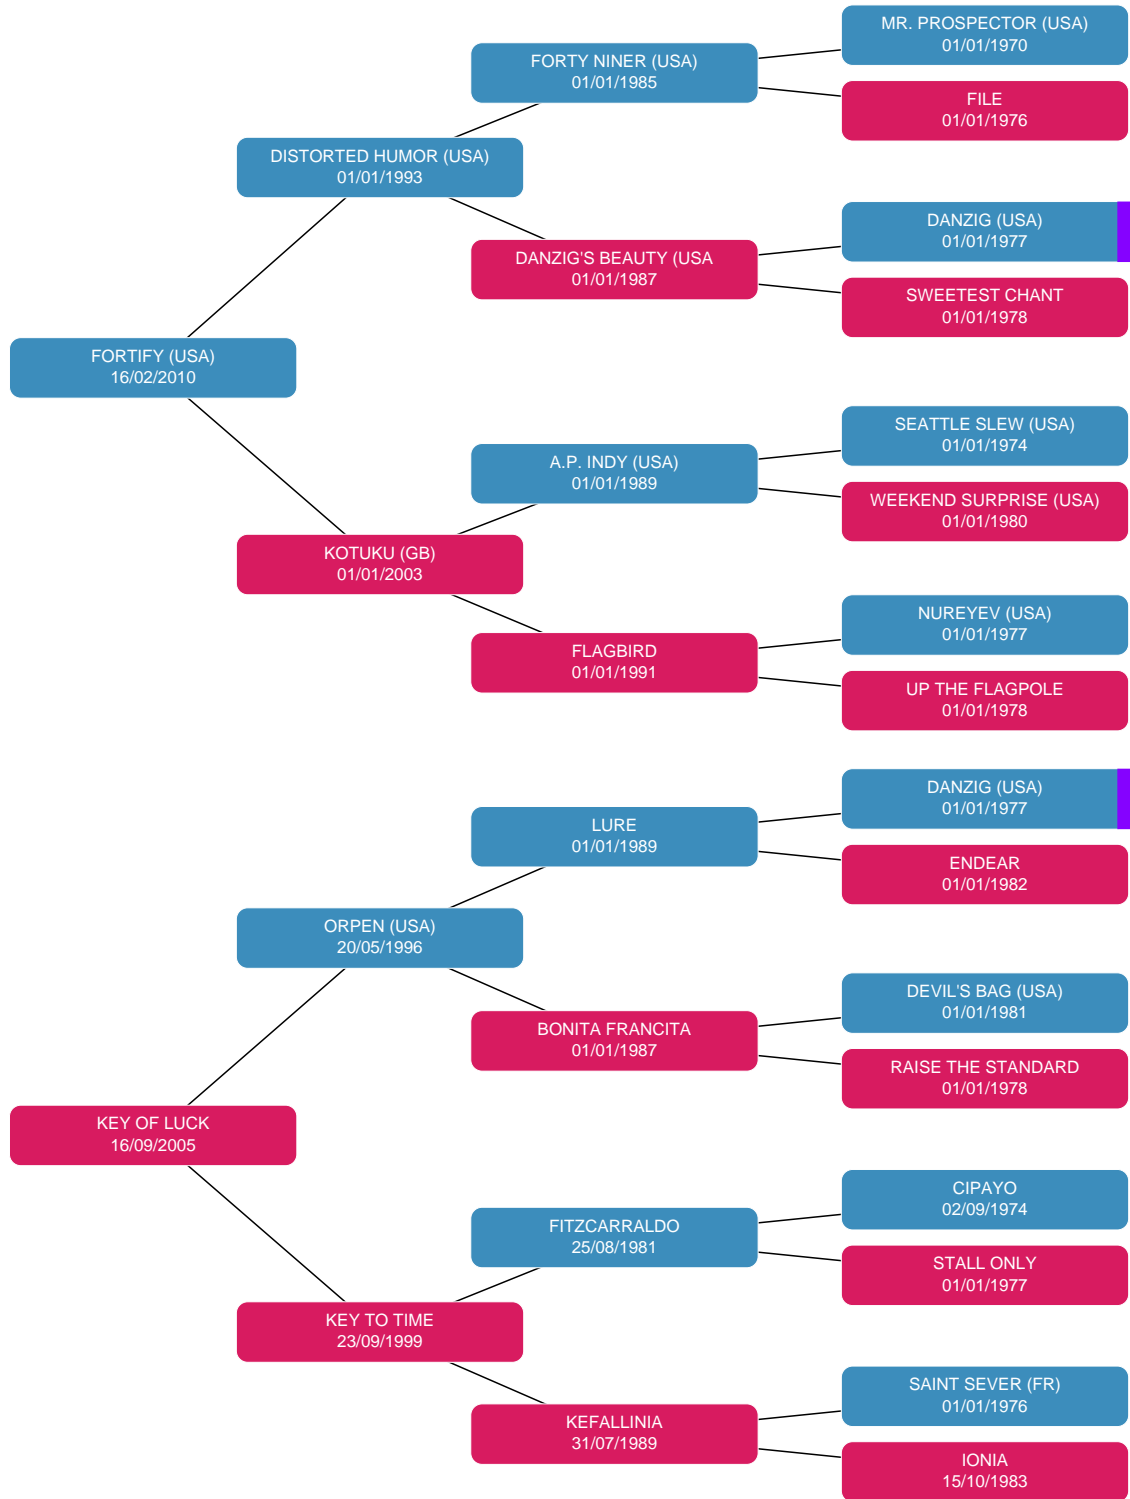 MR. PROSPECTOR (USA)
01/01/1970
FORTY NINER (USA)
01/01/1985
FILE
01/01/1976
DISTORTED HUMOR (USA)
01/01/1993
DANZIG (USA)
01/01/1977
DANZIG'S BEAUTY (USA
01/01/1987
SWEETEST CHANT
01/01/1978
FORTIFY (USA)
16/02/2010
SEATTLE SLEW (USA)
01/01/1974
A.P. INDY (USA)
01/01/1989
WEEKEND SURPRISE (USA)
01/01/1980
KOTUKU (GB)
01/01/2003
NUREYEV (USA)
01/01/1977
FLAGBIRD
01/01/1991
UP THE FLAGPOLE
01/01/1978
DANZIG (USA)
01/01/1977
LURE
01/01/1989
ENDEAR
01/01/1982
ORPEN (USA)
20/05/1996
DEVIL'S BAG (USA)
01/01/1981
BONITA FRANCITA
01/01/1987
RAISE THE STANDARD
01/01/1978
KEY OF LUCK
16/09/2005
CIPAYO
02/09/1974
FITZCARRALDO
25/08/1981
STALL ONLY
01/01/1977
KEY TO TIME
23/09/1999
SAINT SEVER (FR)
01/01/1976
KEFALLINIA
31/07/1989
IONIA
15/10/1983